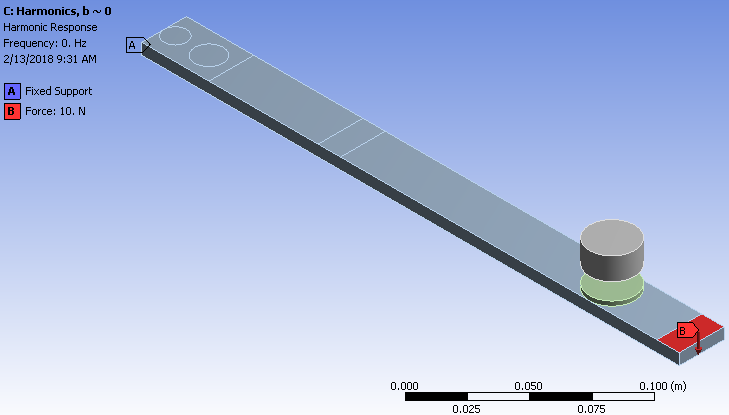 C: Harmonics, b ~ 0
Harmonic Response
Frequency: 0. Hz
2/13/2018 9:31 AM
A Fixed Support
B Force: 10. N
A
B
0.000 0.050 0.100 (m)
0.025 0.075